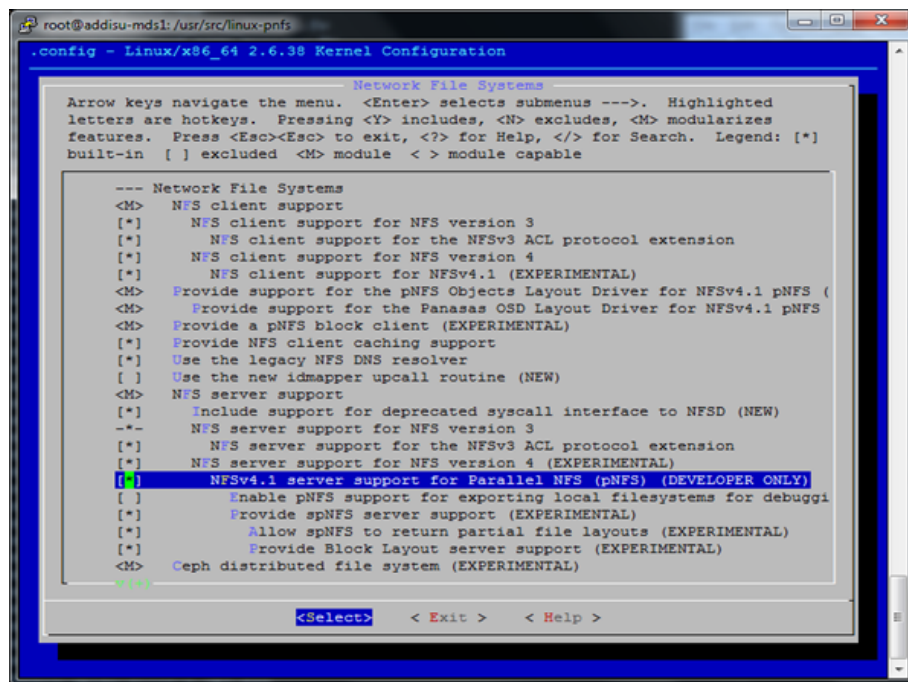 root@addisu-mds1: /usr/src/linux-pnfs
.config - Linux/x86_64 2.6.38 Kernel Configuration
Network File Systems
Arrow keys navigate the menu.  <Enter> selects submenus --->.  Highlighted
letters are hotkeys.  Pressing <Y> includes, <N> excludes, <M> modularizes
features.  Press <Esc><Esc> to exit, <?> for Help, </> for Search.  Legend: [*]
built-in  [ ] excluded  <M> module  < > module capable
--- Network File Systems
<M>   NFS client support
[*]     NFS client support for NFS version 3
[*]       NFS client support for the NFSv3 ACL protocol extension
[*]     NFS client support for NFS version 4
[*]       NFS client support for NFSv4.1 (EXPERIMENTAL)
<M>   Provide support for the pNFS Objects Layout Driver for NFSv4.1 pNFS (
<M>     Provide support for the Panasas OSD Layout Driver for NFSv4.1 pNFS
<M>   Provide a pNFS block client (EXPERIMENTAL)
[*]   Provide NFS client caching support
[*]   Use the legacy NFS DNS resolver
[ ]   Use the new idmapper upcall routine (NEW)
<M>   NFS server support
[*]     Include support for deprecated syscall interface to NFSD (NEW)
-*-     NFS server support for NFS version 3
[*]       NFS server support for the NFSv3 ACL protocol extension
[*]     NFS server support for NFS version 4 (EXPERIMENTAL)
[*]       NFSv4.1 server support for Parallel NFS (pNFS) (DEVELOPER ONLY)
[ ]         Enable pNFS support for exporting local filesystems for debuggi
[*]         Provide spNFS server support (EXPERIMENTAL)
[*]           Allow spNFS to return partial file layouts (EXPERIMENTAL)
[*]           Provide Block Layout server support (EXPERIMENTAL)
<M>   Ceph distributed file system (EXPERIMENTAL)
<Select>    < Exit >    < Help >